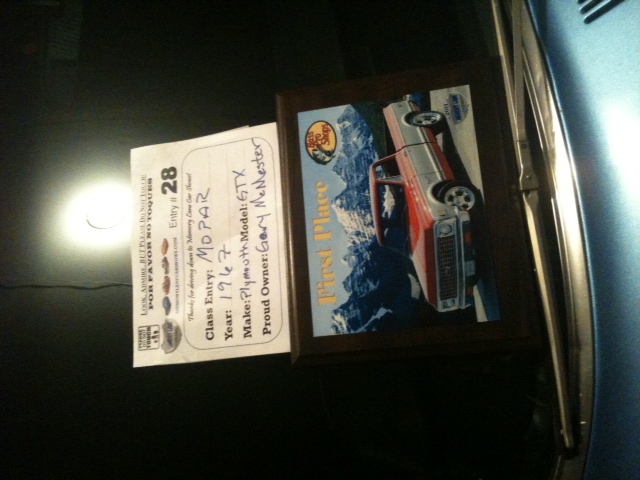 LOOK, ADMIRE, BUT PLEASE DO NOT TOUCH!
POR FAVOR NO TOQUES
Entry # 28
Thanks for driving down to Memory Lane Car Show!
Class Entry: MOPAR
Year: 1967
Make: Plymouth Model: GTX
Proud Owner: Gary McMester
First Place
Bass Pro Shops